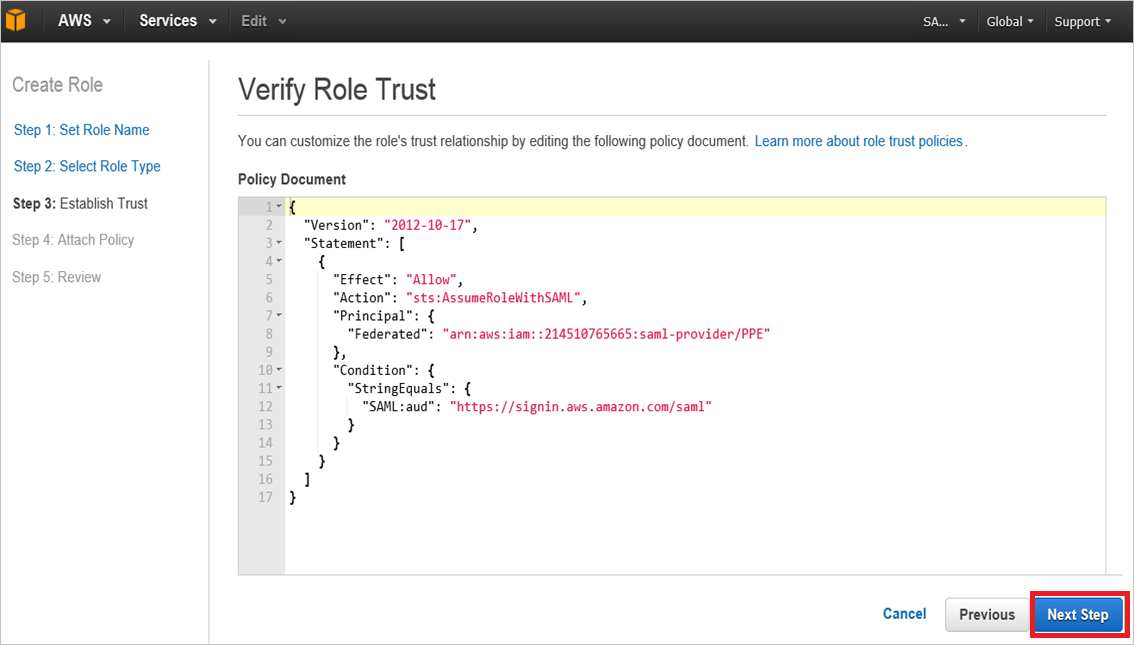 AWS Services Edit SA... Global Support
Create Role
Step 1: Set Role Name
Step 2: Select Role Type
Step 3: Establish Trust
Step 4: Attach Policy
Step 5: Review
Verify Role Trust
You can customize the role's trust relationship by editing the following policy document. Learn more about role trust policies.
Policy Document
1 {
2 "Version": "2012-10-17",
3 "Statement": [
4 {
5 "Effect": "Allow",
6 "Action": "sts:AssumeRoleWithSAML",
7 "Principal": {
8 "Federated": "arn:aws:iam::214510765665:saml-provider/PPE"
9 },
10 "Condition": {
11 "StringEquals": {
12 "SAML:aud": "https://signin.aws.amazon.com/saml"
13 }
14 }
15 }
16 ]
17 }
Cancel Previous Next Step